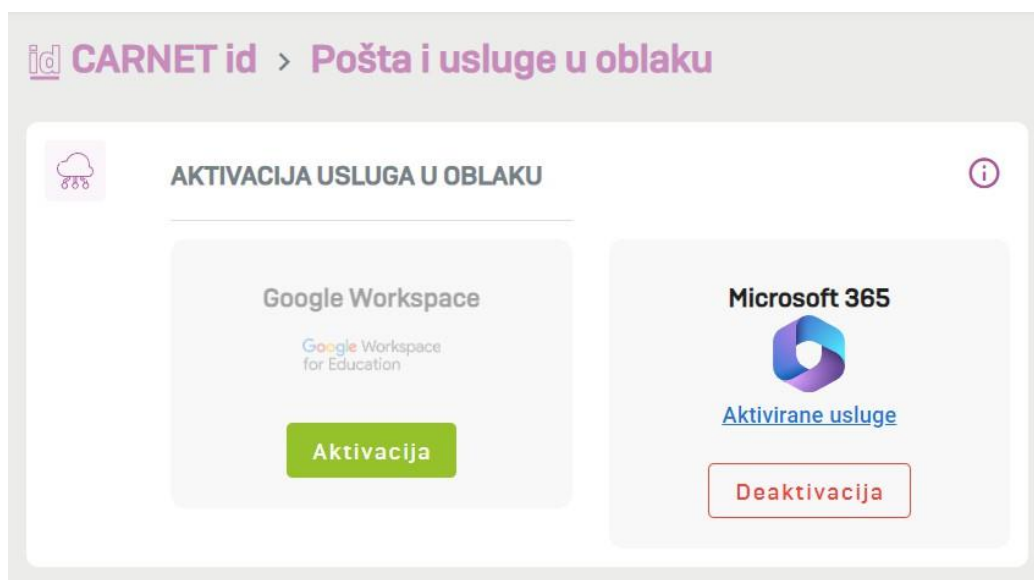 id CARNET id > Pošta i usluge u oblaku
AKTIVACIJA USLUGA U OBLAKU
Google Workspace
Google Workspace
for Education
Aktivacija
Microsoft 365
Aktivirane usluge
Deaktivacija